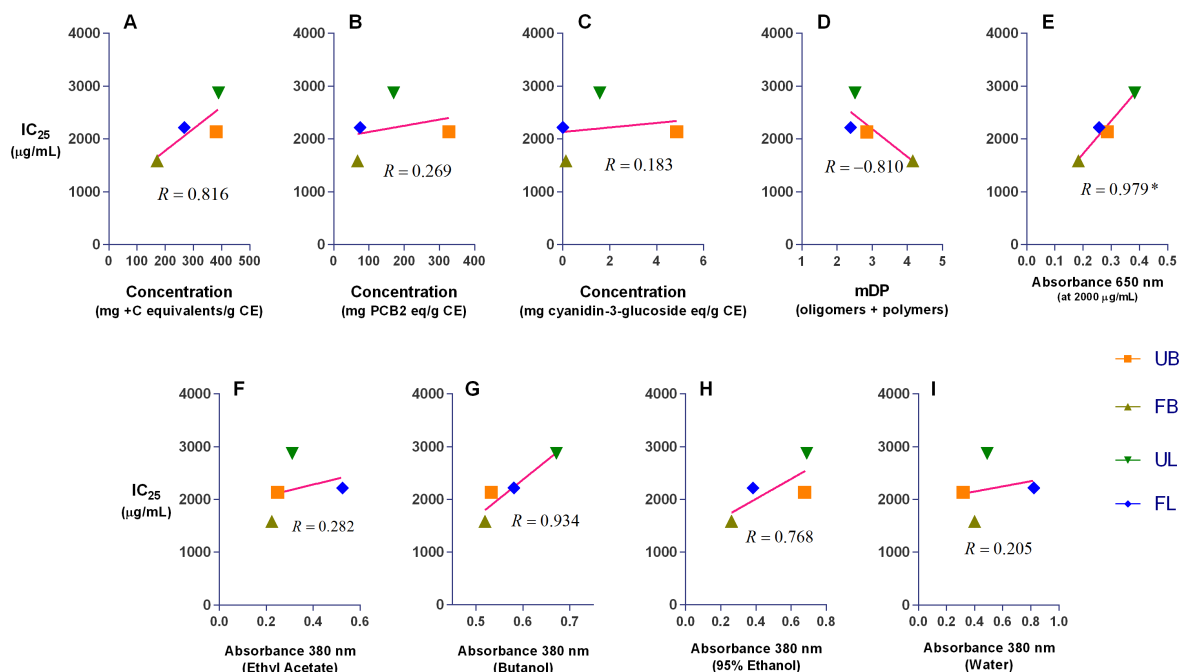 A
4000
3000
2000
1000
0
IC25
(μg/mL)
R = 0.816
0 100 200 300 400 500
Concentration
(mg +C equivalents/g CE)
B
4000
3000
2000
1000
0
R = 0.269
0 100 200 300 400
Concentration
(mg PCB2 eq/g CE)
C
4000
3000
2000
1000
0
R = 0.183
0 2 4 6
Concentration
(mg cyanidin-3-glucoside eq/g CE)
D
4000
3000
2000
1000
0
R = −0.810
1 2 3 4 5
mDP
(oligomers + polymers)
E
4000
3000
2000
1000
0
R = 0.979*
0.0 0.1 0.2 0.3 0.4 0.5
Absorbance 650 nm
(at 2000 μg/mL)
F
4000
3000
2000
1000
0
IC25
(μg/mL)
R = 0.282
0.0 0.2 0.4 0.6
Absorbance 380 nm
(Ethyl Acetate)
G
4000
3000
2000
1000
0
R = 0.934
0.5 0.6 0.7
Absorbance 380 nm
(Butanol)
H
4000
3000
2000
1000
0
R = 0.768
0.0 0.2 0.4 0.6 0.8
Absorbance 380 nm
(95% Ethanol)
I
4000
3000
2000
1000
0
R = 0.205
0.0 0.2 0.4 0.6 0.8 1.0
Absorbance 380 nm
(Water)
UB
FB
UL
FL